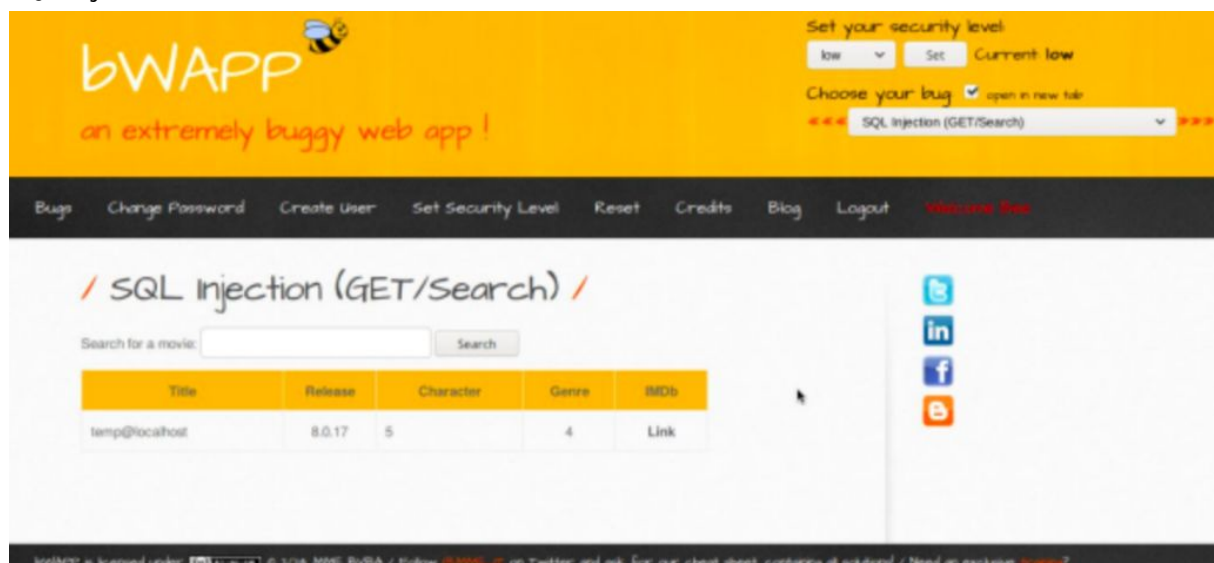 bWAPP
an extremely buggy web app !
Set your security level:
low Set Current: low
Choose your bug: open in new tab
SQL Injection (GET/Search)
Bugs Change Password Create User Set Security Level Reset Credits Blog Logout Welcome Bee
/ SQL Injection (GET/Search) /
Search for a movie: Search
Title Release Character Genre IMDb
temp@localhost 8.0.17 5 4 Link